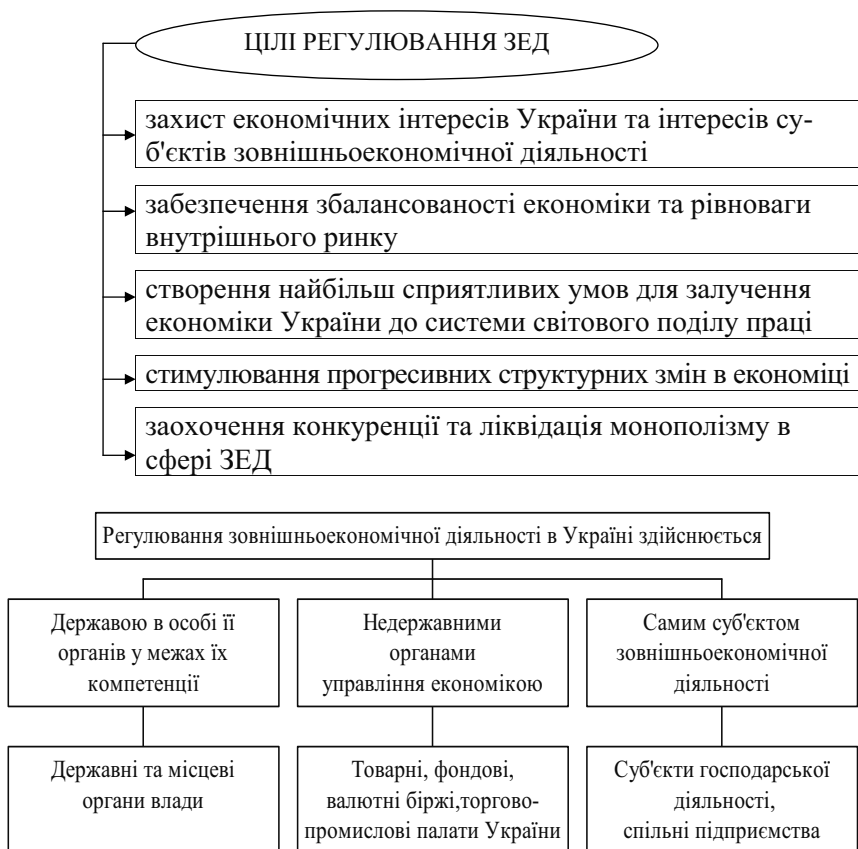 ЦІЛІ РЕГУЛЮВАННЯ ЗЕД
захист економічних інтересів України та інтересів су-
б'єктів зовнішньоекономічної діяльності
забезпечення збалансованості економіки та рівноваги
внутрішнього ринку
створення найбільш сприятливих умов для залучення
економіки України до системи світового поділу праці
стимулювання прогресивних структурних змін в економіці
заохочення конкуренції та ліквідація монополізму в
сфері ЗЕД
Регулювання зовнішньоекономічної діяльності в Україні здійснюється
Державою в особі її
органів у межах їх
компетенції
Недержавними
органами
управління економікою
Самим суб'єктом
зовнішньоекономічної
діяльності
Державні та місцеві
органи влади
Товарні, фондові,
валютні біржі,торгово-
промислові палати України
Суб'єкти господарської
діяльності,
спільні підприємства